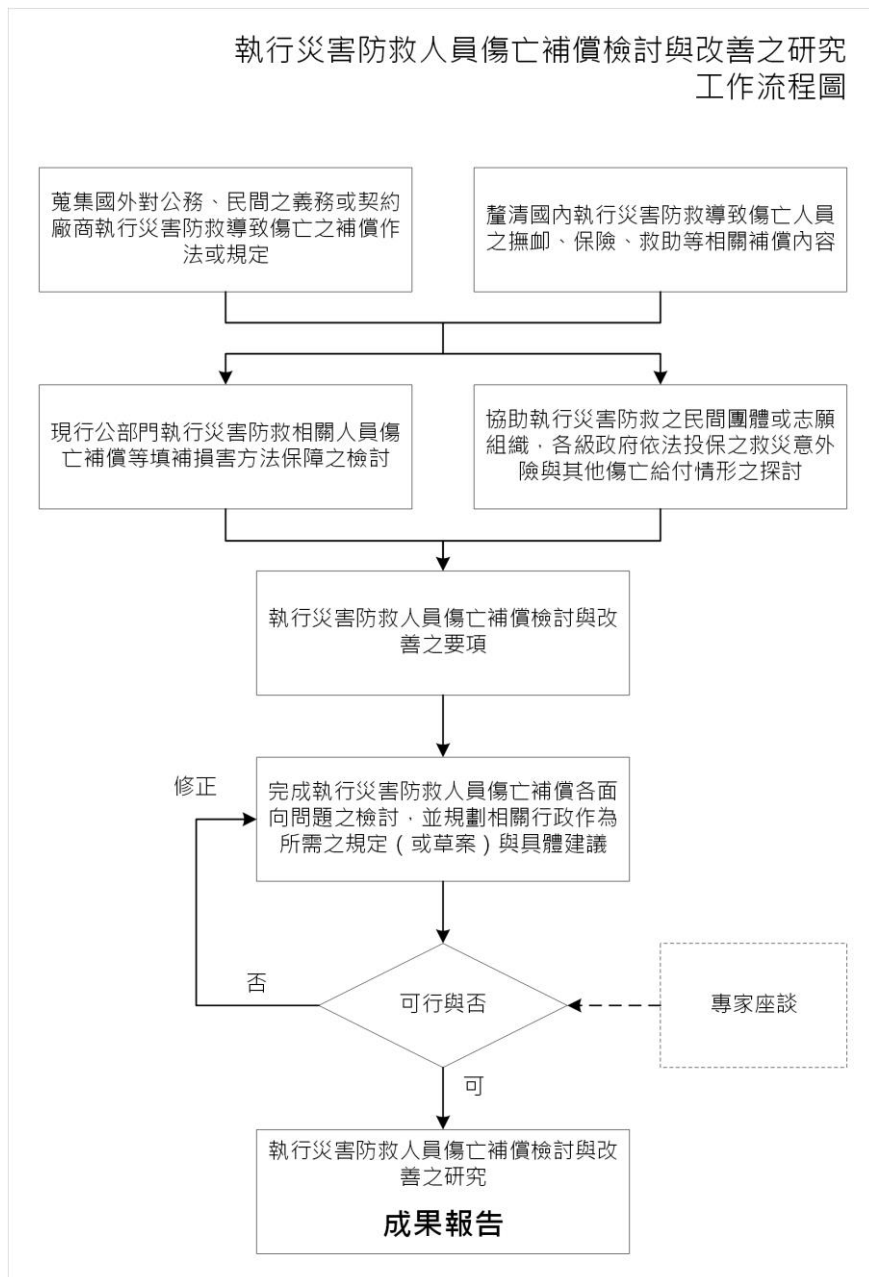 執行災害防救人員傷亡補償檢討與改善之研究
工作流程圖
蒐集國外對公務、民間之義務或契約
廠商執行災害防救導致傷亡之補償作
法或規定
釐清國內執行災害防救導致傷亡人員
之撫卹、保險、救助等相關補償內容
現行公部門執行災害防救相關人員傷
亡補償等填補損害方法保障之檢討
協助執行災害防救之民間團體或志願
組織，各級政府依法投保之救災意外
險與其他傷亡給付情形之探討
執行災害防救人員傷亡補償檢討與改
善之要項
修正
完成執行災害防救人員傷亡補償各面
向問題之檢討，並規劃相關行政作為
所需之規定（或草案）與具體建議
否
可行與否
專家座談
可
執行災害防救人員傷亡補償檢討與改
善之研究
成果報告